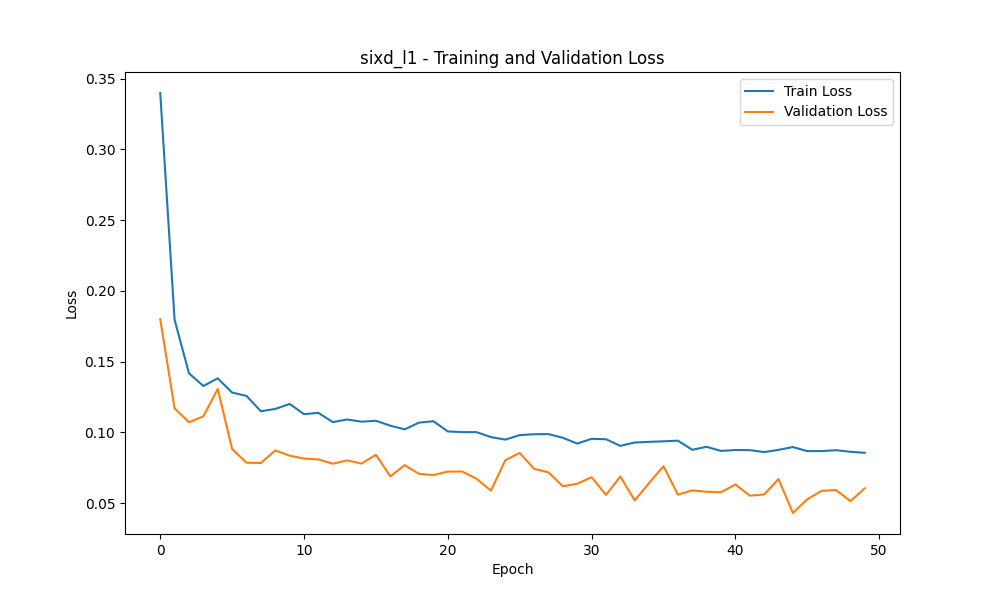 sixd_l1 - Training and Validation Loss
Train Loss
Validation Loss
Loss
0.35
0.30
0.25
0.20
0.15
0.10
0.05
0 10 20 30 40 50
Epoch